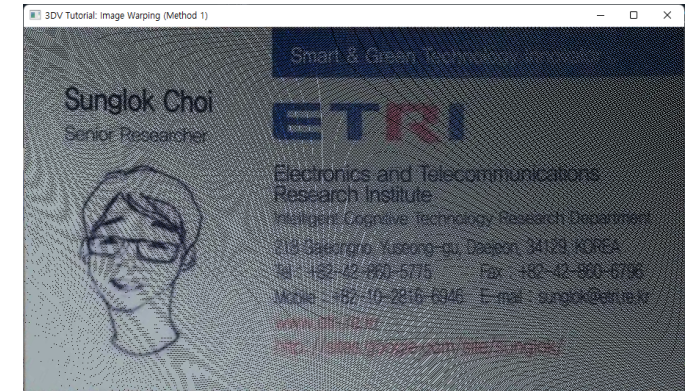 3DV Tutorial: Image Warping (Method 1)
Smart & Green Technology Innovator
Sunglok Choi
Senior Researcher
ETRI
Electronics and Telecommunications
Research Institute
Intelligent Cognitive Technology Research Department
218 Gajeongno, Yuseong-gu, Daejeon, 34129, KOREA
Tel : +82-42-860-5775 Fax : +82-42-860-6796
Mobile : +82-10-2816-6946 E-mail : sunglok@etri.re.kr
www.etri.re.kr
http://sites.google.com/site/sunglok/